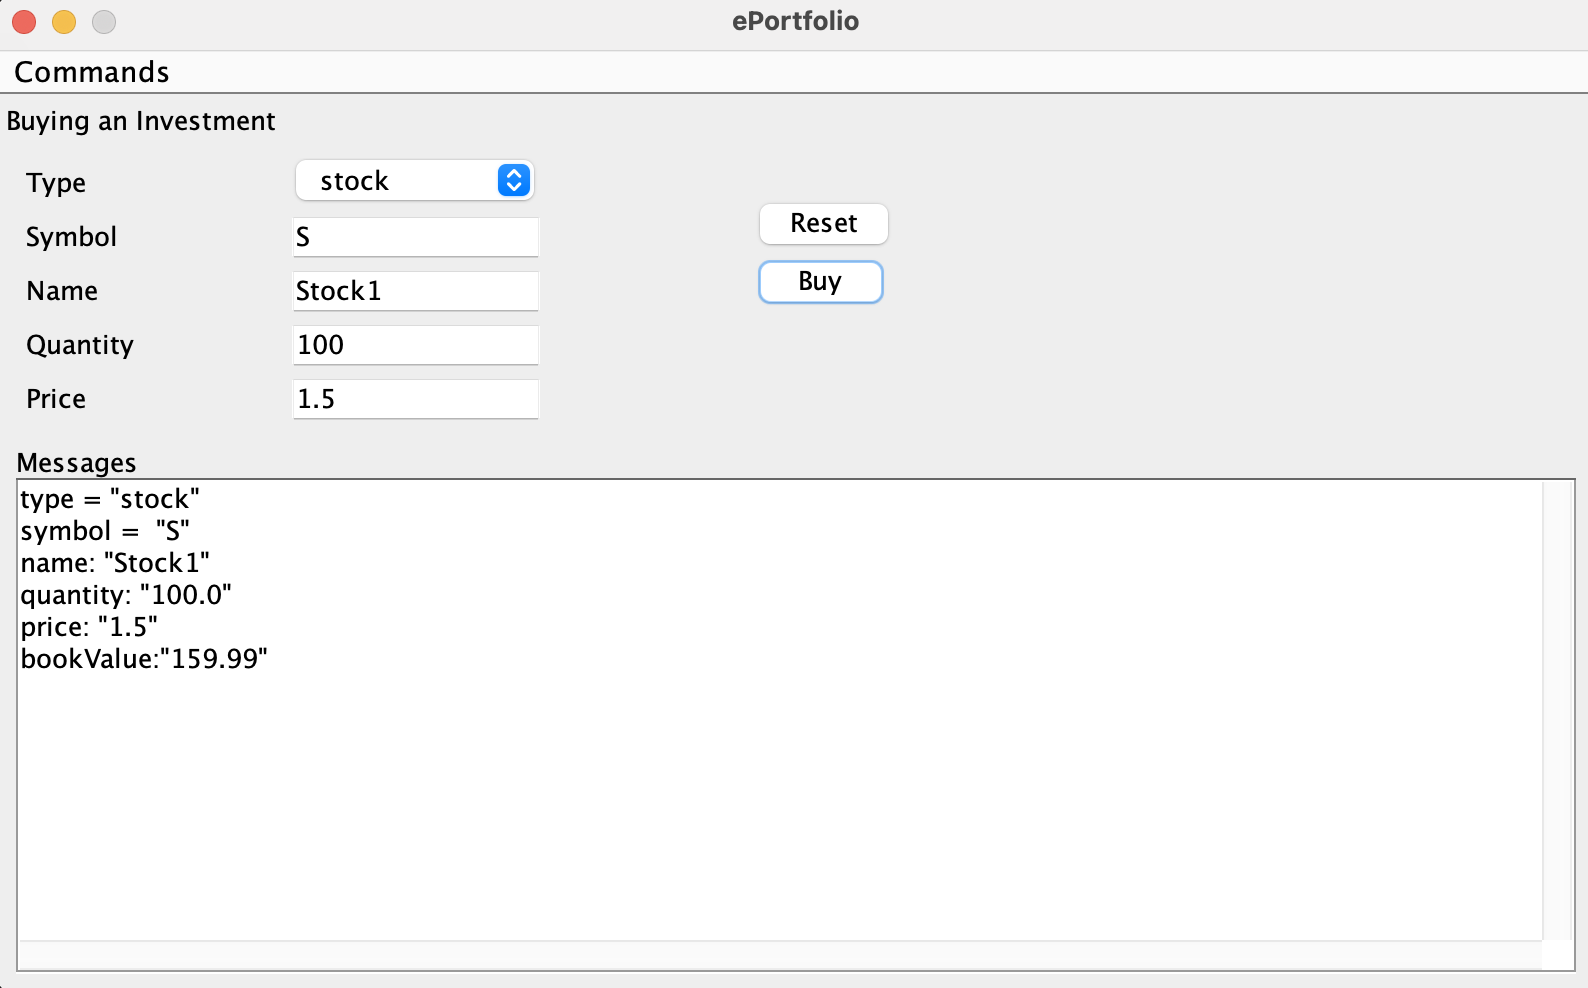 ePortfolio
Commands
Buying an Investment
Type stock
Symbol S
Reset
Name Stock1
Buy
Quantity 100
Price 1.5
Messages
type = "stock"
symbol =  "S"
name: "Stock1"
quantity: "100.0"
price: "1.5"
bookValue:"159.99"